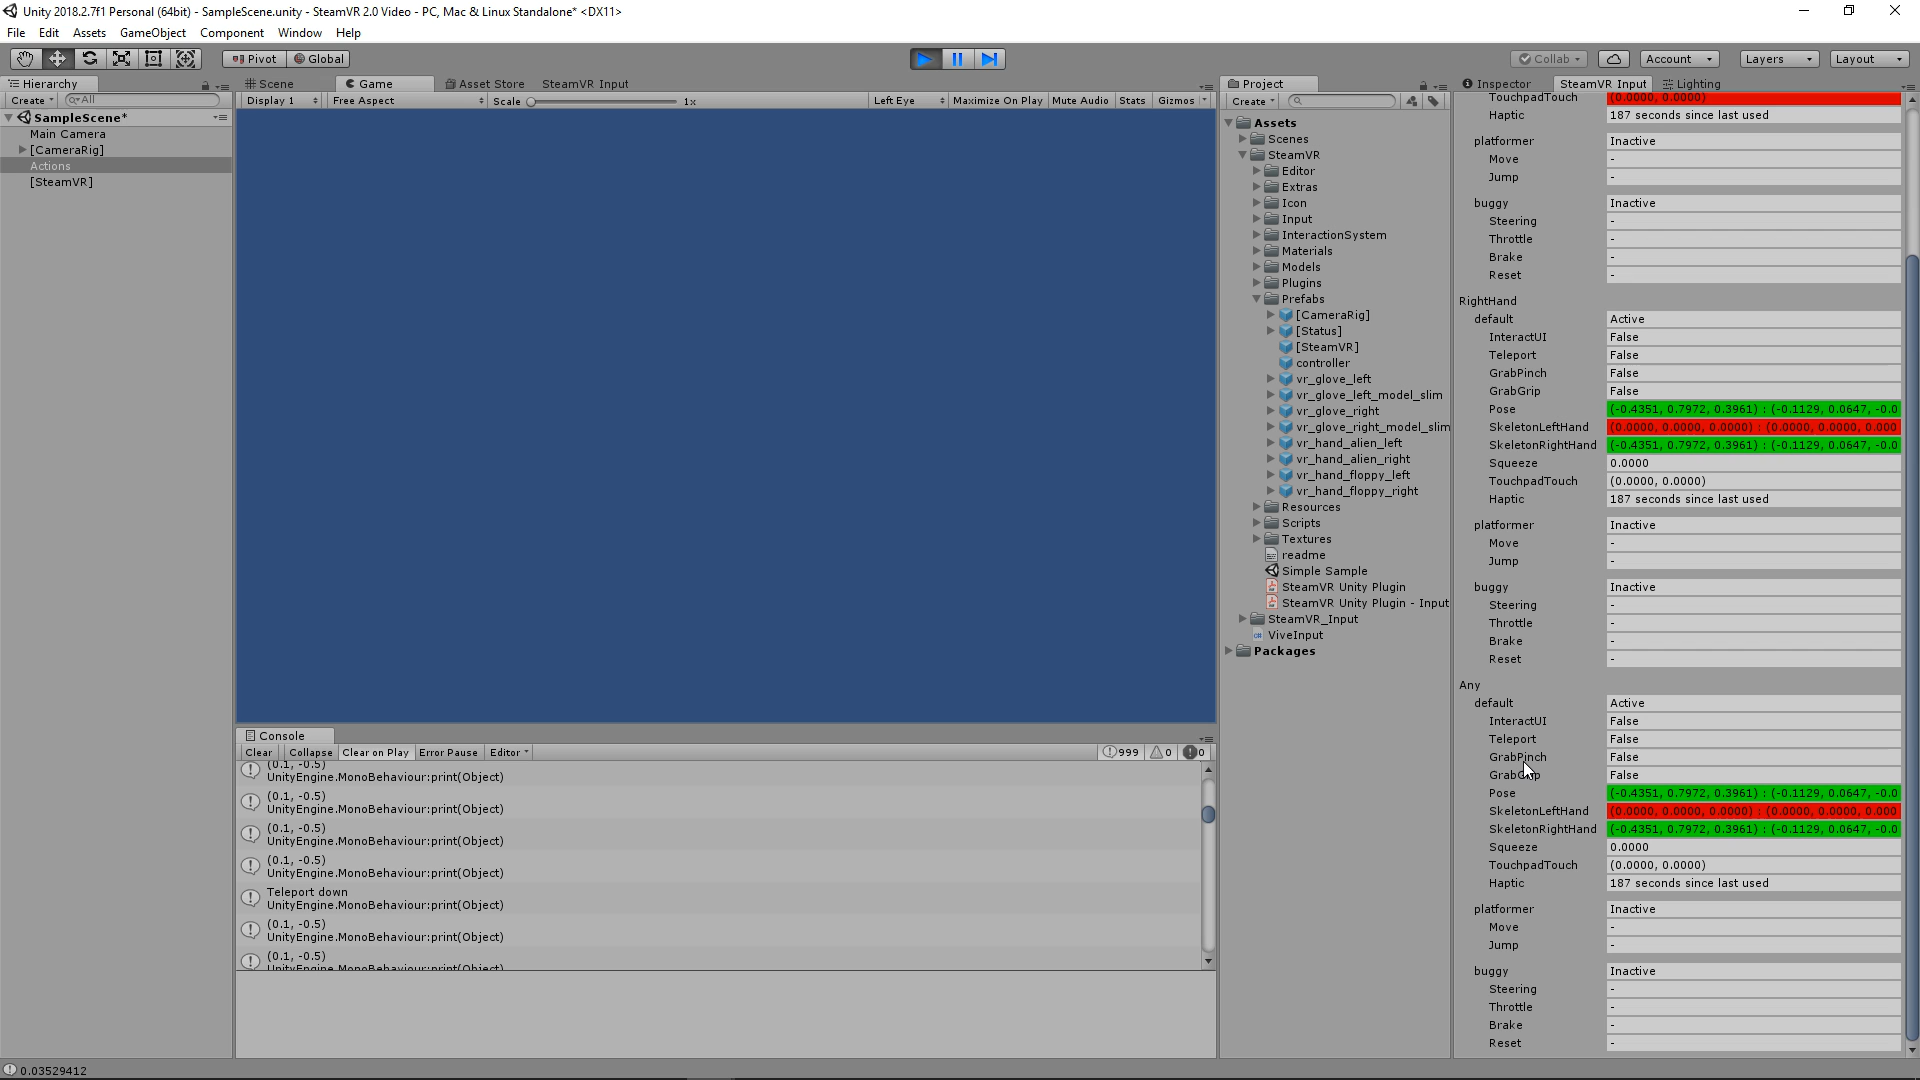 Unity 2018.2.7f1 Personal (64bit) - SampleScene.unity - SteamVR 2.0 Video - PC, Mac & Linux Standalone* <DX11>
File Edit Assets GameObject Component Window Help
Pivot Global Collab Account Layers Layout
Hierarchy
Create All
SampleScene*
Main Camera
[CameraRig]
Actions
[SteamVR]
Scene Game Asset Store SteamVR Input
Display 1 Free Aspect Scale 1x Left Eye Maximize On Play Mute Audio Stats Gizmos
Console
Clear Collapse Clear on Play Error Pause Editor 999 0 0
(0.1, -0.5)
UnityEngine.MonoBehaviour:print(Object)
(0.1, -0.5)
UnityEngine.MonoBehaviour:print(Object)
(0.1, -0.5)
UnityEngine.MonoBehaviour:print(Object)
(0.1, -0.5)
UnityEngine.MonoBehaviour:print(Object)
Teleport down
UnityEngine.MonoBehaviour:print(Object)
(0.1, -0.5)
UnityEngine.MonoBehaviour:print(Object)
(0.1, -0.5)
UnityEngine.MonoBehaviour:print(Object)
Project
Create
Assets
Scenes
SteamVR
Editor
Extras
Icon
Input
InteractionSystem
Materials
Models
Plugins
Prefabs
[CameraRig]
[Status]
[SteamVR]
controller
vr_glove_left
vr_glove_left_model_slim
vr_glove_right
vr_glove_right_model_slim
vr_hand_alien_left
vr_hand_alien_right
vr_hand_floppy_left
vr_hand_floppy_right
Resources
Scripts
Textures
readme
Simple Sample
SteamVR Unity Plugin
SteamVR Unity Plugin - Input
SteamVR_Input
ViveInput
Packages
Inspector SteamVR Input Lighting
TouchpadTouch (0.0000, 0.0000)
Haptic 187 seconds since last used
platformer Inactive
Move -
Jump -
buggy Inactive
Steering -
Throttle -
Brake -
Reset -
RightHand
default Active
InteractUI False
Teleport False
GrabPinch False
GrabGrip False
Pose (-0.4351, 0.7972, 0.3961) : (-0.1129, 0.0647, -0.0
SkeletonLeftHand (0.0000, 0.0000, 0.0000) : (0.0000, 0.0000, 0.000
SkeletonRightHand (-0.4351, 0.7972, 0.3961) : (-0.1129, 0.0647, -0.0
Squeeze 0.0000
TouchpadTouch (0.0000, 0.0000)
Haptic 187 seconds since last used
platformer Inactive
Move -
Jump -
buggy Inactive
Steering -
Throttle -
Brake -
Reset -
Any
default Active
InteractUI False
Teleport False
GrabPinch False
GrabGrip False
Pose (-0.4351, 0.7972, 0.3961) : (-0.1129, 0.0647, -0.0
SkeletonLeftHand (0.0000, 0.0000, 0.0000) : (0.0000, 0.0000, 0.000
SkeletonRightHand (-0.4351, 0.7972, 0.3961) : (-0.1129, 0.0647, -0.0
Squeeze 0.0000
TouchpadTouch (0.0000, 0.0000)
Haptic 187 seconds since last used
platformer Inactive
Move -
Jump -
buggy Inactive
Steering -
Throttle -
Brake -
Reset -
0.03529412